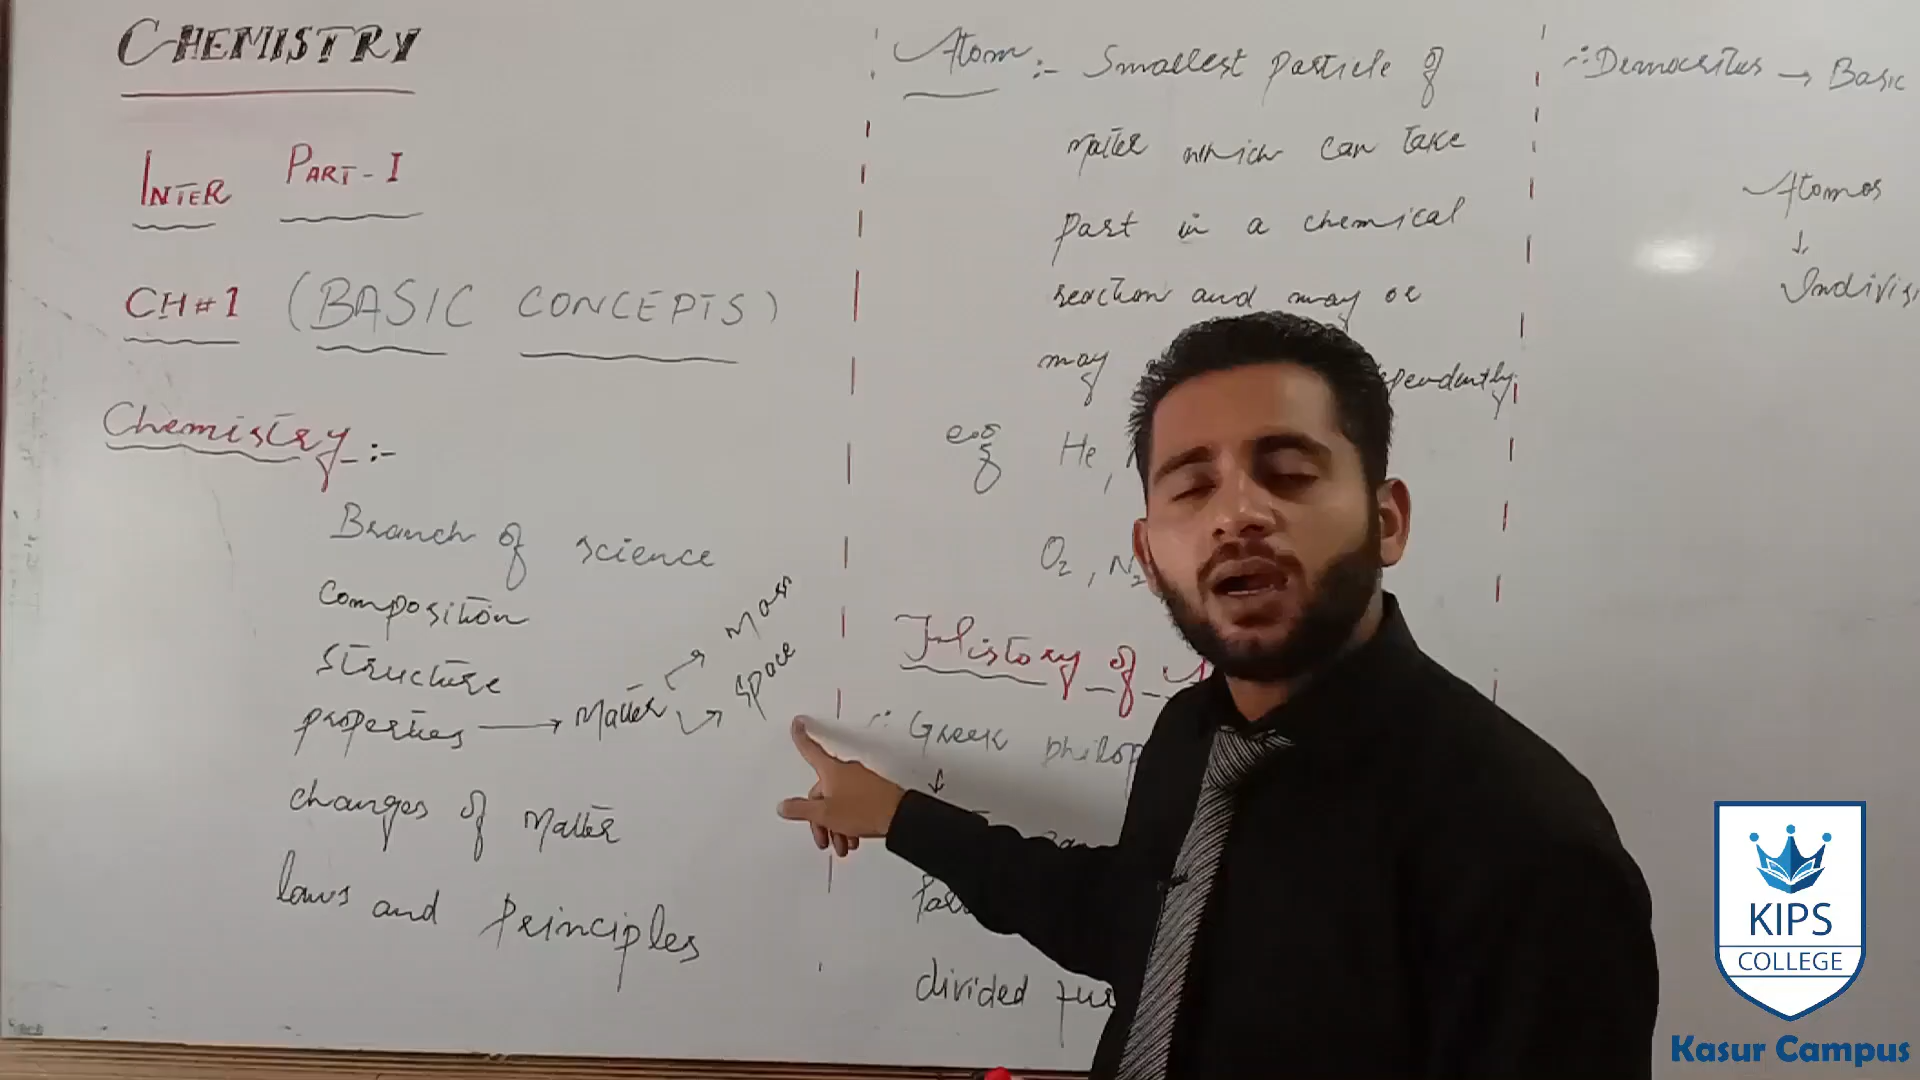 CHEMISTRY
INTER PART-I
CH#1 (BASIC CONCEPTS)
Chemistry:-
Branch of science
composition
structure
properties → Matter → Mass
→ Space
changes of Matter
laws and Principles
Atom:- Smallest particle of
matter which can take
part in a chemical
reaction and may or
may
e.g He,
O2, N2
History of
∴ Greek
↓
divided
∴ Democritus → Basic
Atomos
↓
KIPS
COLLEGE
Kasur Campus